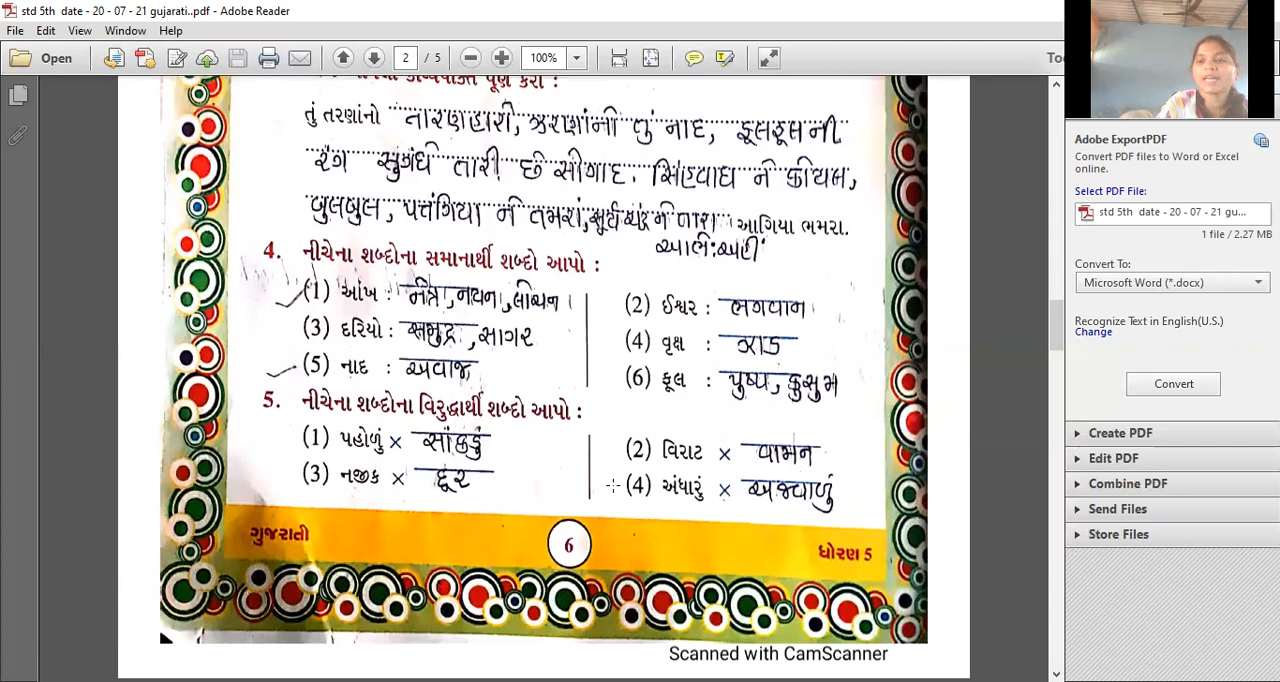 std 5th date - 20 - 07 - 21 gujarati..pdf - Adobe Reader
File Edit View Window Help
Open 2 / 5 100%
પૂર્ણ કરો :
તું તરણાંનો તારણહારી, ઝરણાંની તું નાદ, ફૂલફૂલ ની
રંગ સુગંધ તારી છે સોગાદ. સિંહવાઘ ને કોયલ,
બુલબુલ, પતંગિયા ને તમરાં, સૂર્ય ચંદ્ર ને તારા આગિયા ભમરા.
4. નીચેના શબ્દોના સમાનાર્થી શબ્દો આપો :
(1) આંખ : નેત્ર, નયન, લોચન (2) ઈશ્વર : ભગવાન
(3) દરિયો : સમુદ્ર, સાગર (4) વૃક્ષ : ઝાડ
(5) નાદ : અવાજ (6) ફૂલ : પુષ્પ, કુસુમ
5. નીચેના શબ્દોના વિરુદ્ધાર્થી શબ્દો આપો :
(1) પહોળું × સાંકડું (2) વિરાટ × વામન
(3) નજીક × દૂર (4) અંધારું × અજવાળું
ગુજરાતી 6 ધોરણ 5
Scanned with CamScanner
Adobe ExportPDF
Convert PDF files to Word or Excel
online.
Select PDF File:
std 5th date - 20 - 07 - 21 gu...
1 file / 2.27 MB
Convert To:
Microsoft Word (*.docx)
Recognize Text in English(U.S.)
Change
Convert
Create PDF
Edit PDF
Combine PDF
Send Files
Store Files